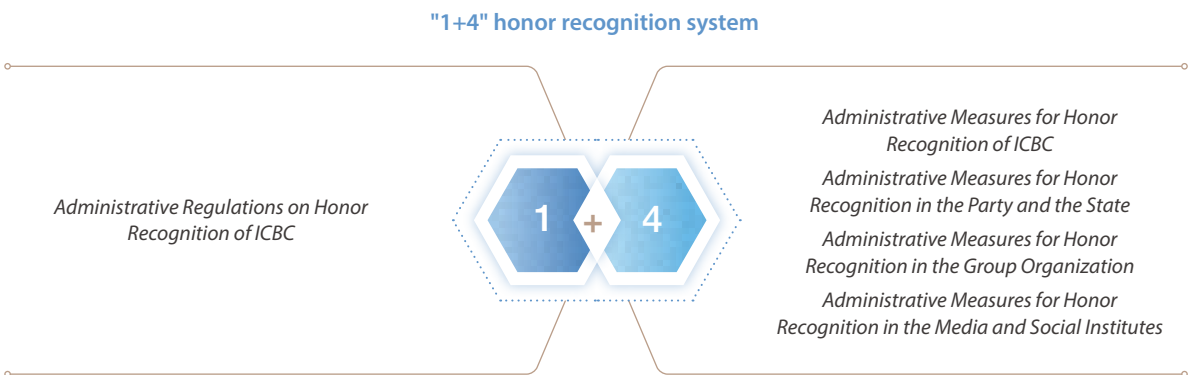 "1+4" honor recognition system
Administrative Regulations on Honor
Recognition of ICBC
1 + 4
Administrative Measures for Honor
Recognition of ICBC
Administrative Measures for Honor
Recognition in the Party and the State
Administrative Measures for Honor
Recognition in the Group Organization
Administrative Measures for Honor
Recognition in the Media and Social Institutes